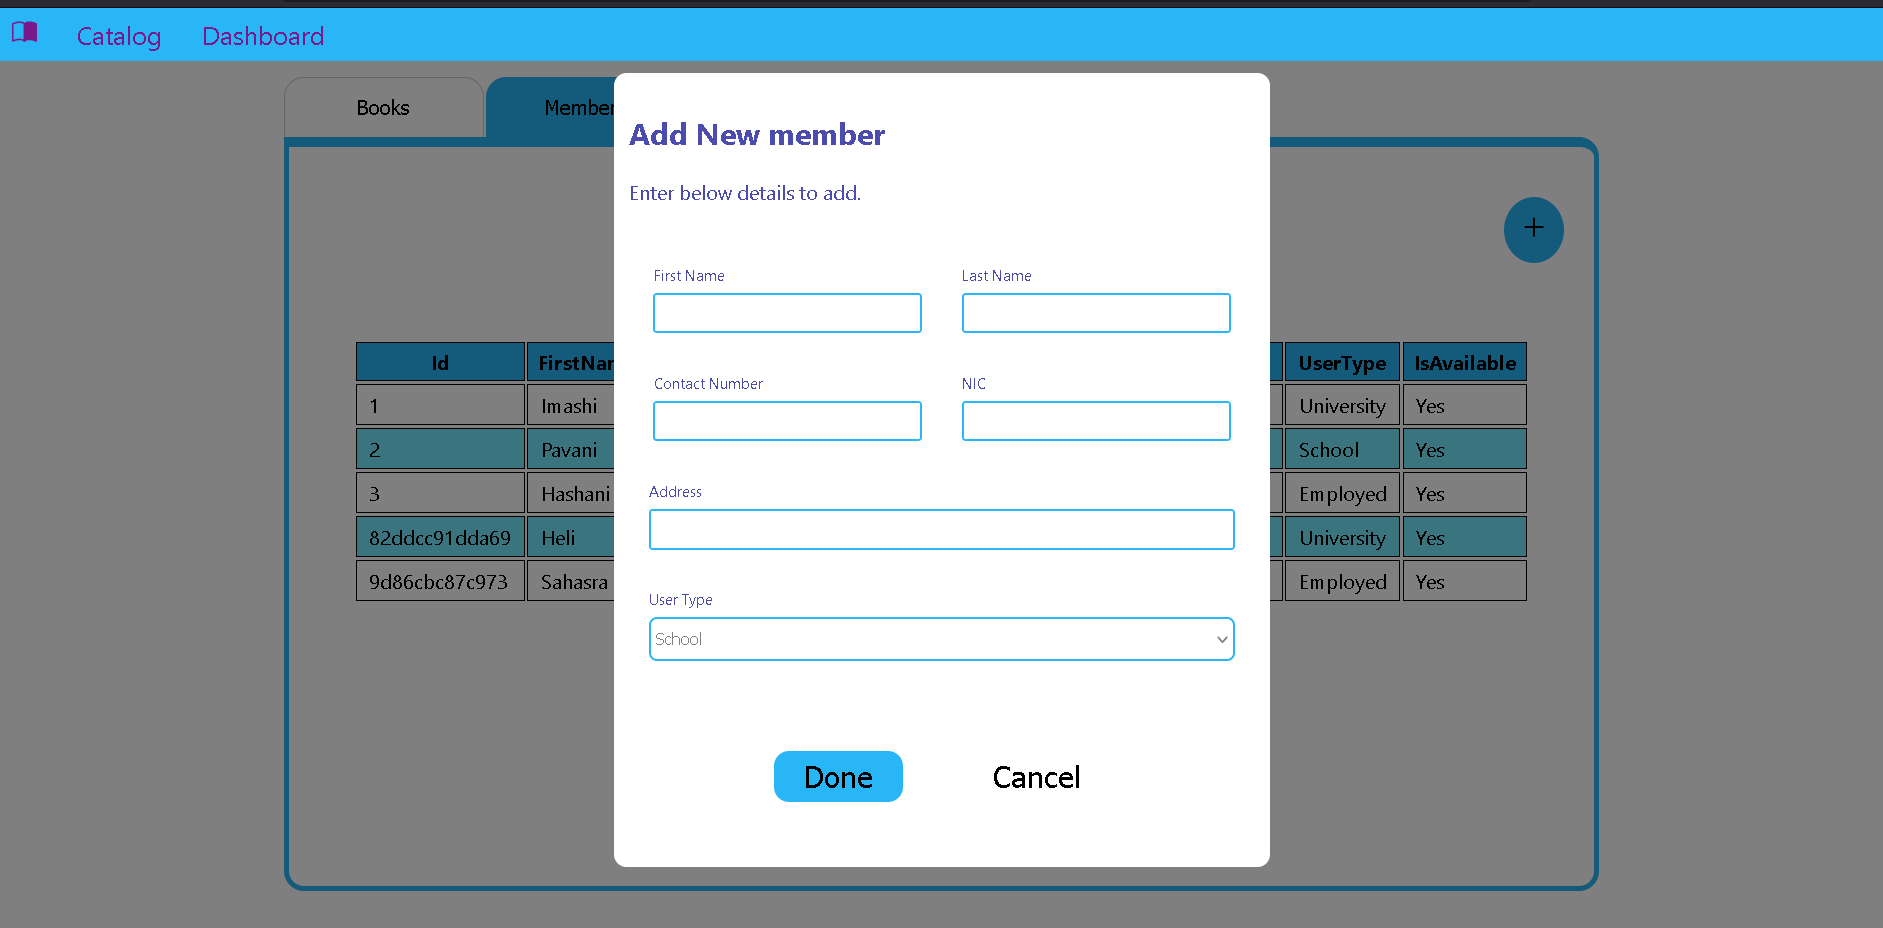 Catalog Dashboard
Books Member
Add New member
Enter below details to add.
+
First Name Last Name
Contact Number NIC
Address
User Type
School
Done Cancel
Id FirstNar UserType IsAvailable
1 Imashi University Yes
2 Pavani School Yes
3 Hashani Employed Yes
82ddcc91dda69 Heli University Yes
9d86cbc87c973 Sahasra Employed Yes